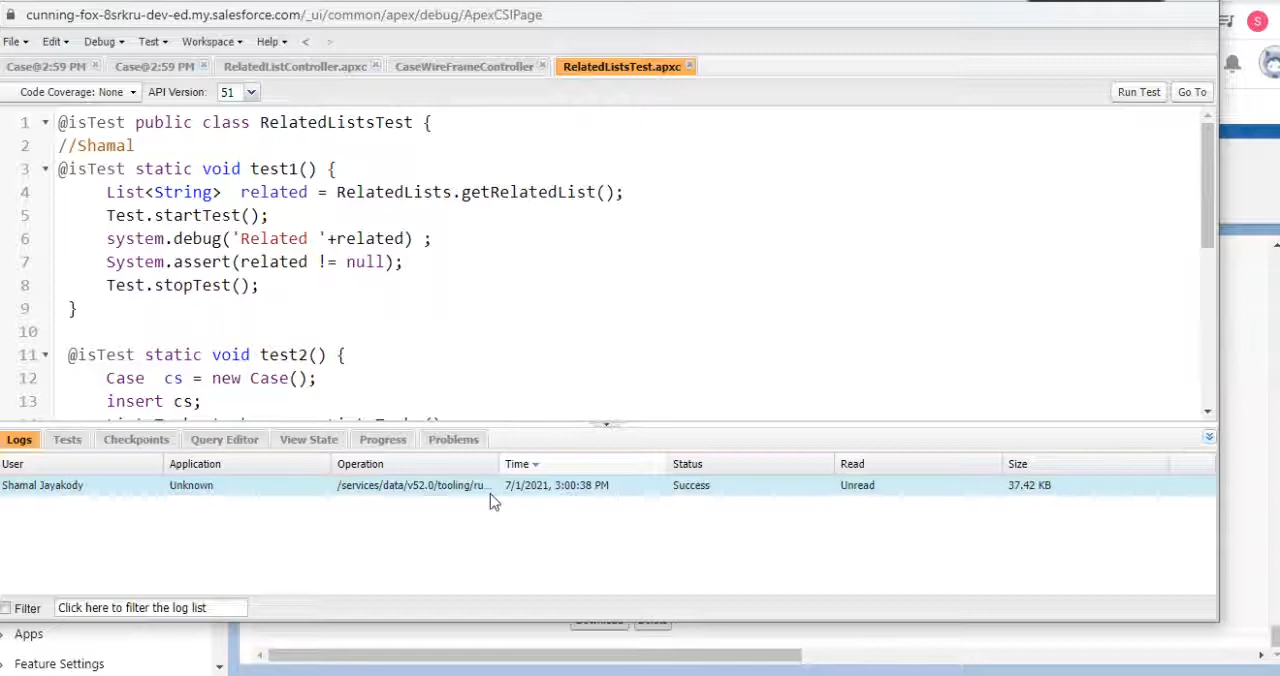 cunning-fox-8srkru-dev-ed.my.salesforce.com/_ui/common/apex/debug/ApexCSIPage
S
File Edit Debug Test Workspace Help < >
Case@2:59 PM Case@2:59 PM RelatedListController.apxc CaseWireFrameController RelatedListsTest.apxc
Code Coverage: None API Version: 51 Run Test Go To
1 @isTest public class RelatedListsTest {
2 //Shamal
3 @isTest static void test1() {
4 List<String> related = RelatedLists.getRelatedList();
5 Test.startTest();
6 system.debug('Related '+related) ;
7 System.assert(related != null);
8 Test.stopTest();
9 }
10
11 @isTest static void test2() {
12 Case cs = new Case();
13 insert cs;
Logs Tests Checkpoints Query Editor View State Progress Problems
User Application Operation Time Status Read Size
Shamal Jayakody Unknown /services/data/v52.0/tooling/ru... 7/1/2021, 3:00:38 PM Success Unread 37.42 KB
Filter Click here to filter the log list
Apps
Feature Settings